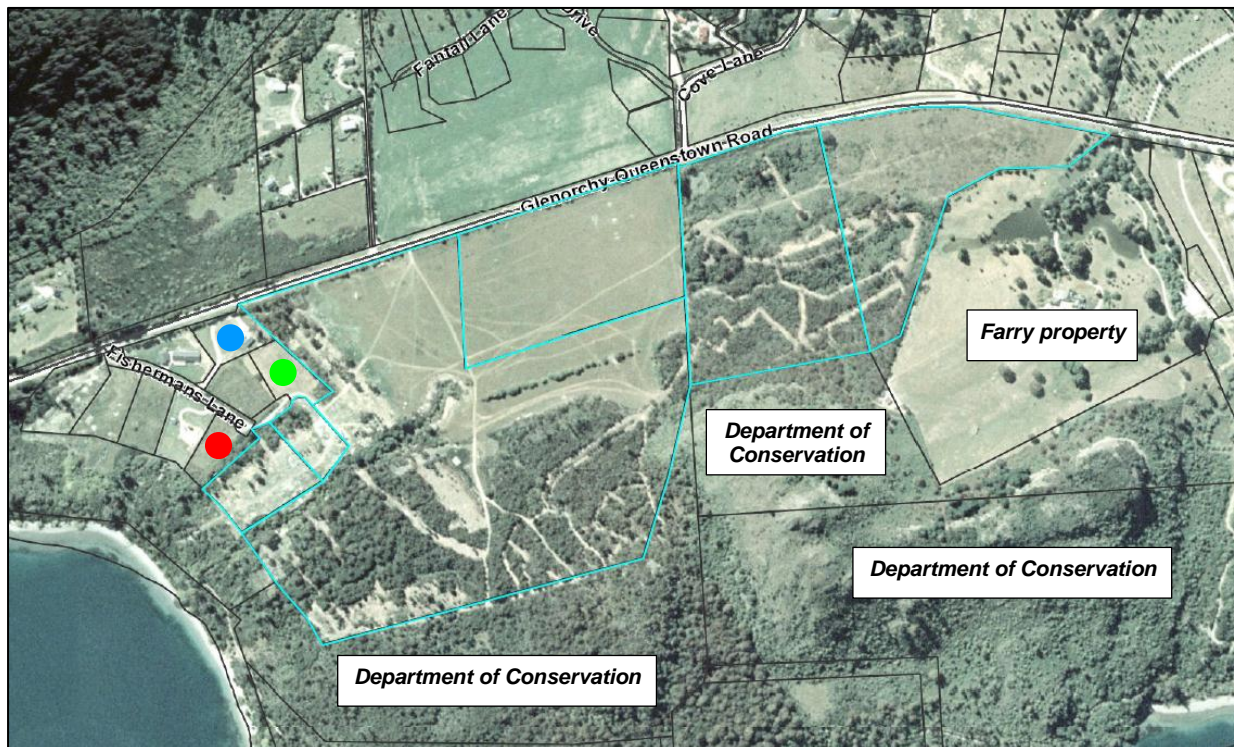 Fantail Lane
Drive
Cove Lane
Glenorchy-Queenstown Road
Fishermans Lane
Farry property
Department of
Conservation
Department of Conservation
Department of Conservation